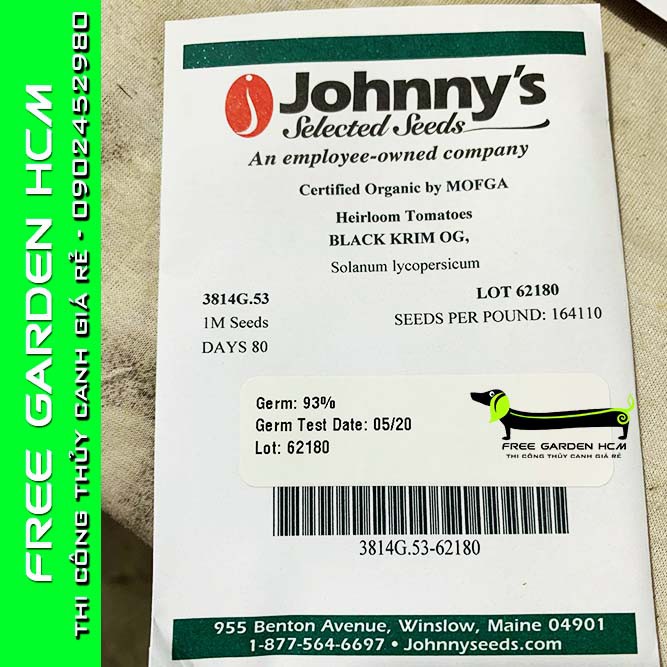 FREE GARDEN HCM
THI CÔNG THỦY CANH GIÁ RẺ - 0902452980
Johnny's
Selected Seeds
An employee-owned company
Certified Organic by MOFGA
Heirloom Tomatoes
BLACK KRIM OG,
Solanum lycopersicum
3814G.53
LOT 62180
1M Seeds
SEEDS PER POUND: 164110
DAYS 80
Germ: 93%
Germ Test Date: 05/20
Lot: 62180
FREE GARDEN HCM
THI CÔNG THỦY CANH GIÁ RẺ
3814G.53-62180
955 Benton Avenue, Winslow, Maine 04901
1-877-564-6697 • Johnnyseeds.com